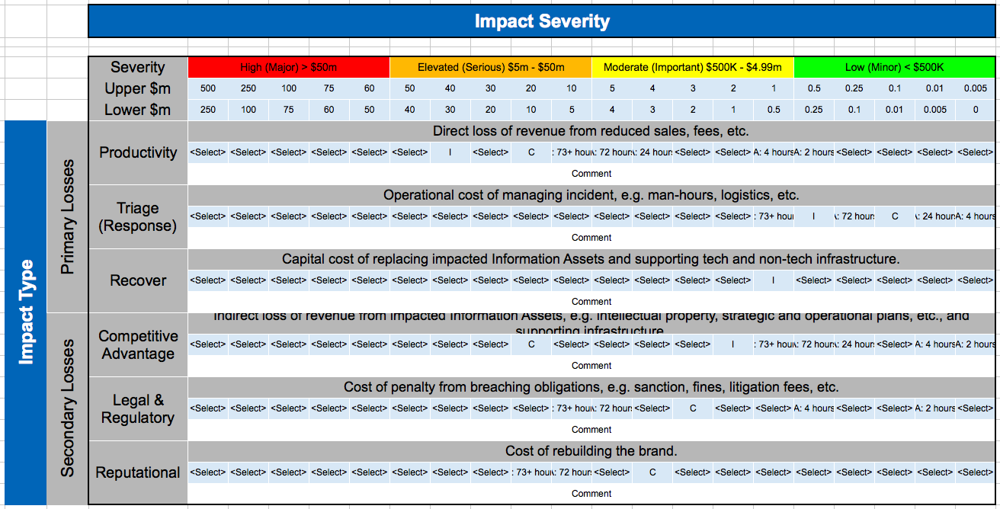 Impact Severity
Severity High (Major) > $50m Elevated (Serious) $5m - $50m Moderate (Important) $500K - $4.99m Low (Minor) < $500K
Upper $m 500 250 100 75 60 50 40 30 20 10 5 4 3 2 1 0.5 0.25 0.1 0.01 0.005
Lower $m 250 100 75 60 50 40 30 20 10 5 4 3 2 1 0.5 0.25 0.1 0.01 0.005 0
Impact Type
Primary Losses
Productivity
Direct loss of revenue from reduced sales, fees, etc.
<Select> <Select> <Select> <Select> <Select> <Select> I <Select> C : 73+ hou : 72 hour : 24 hour <Select> <Select> A: 4 hours A: 2 hours <Select> <Select> <Select> <Select>
Comment
Triage
(Response)
Operational cost of managing incident, e.g. man-hours, logistics, etc.
<Select> <Select> <Select> <Select> <Select> <Select> <Select> <Select> <Select> <Select> <Select> <Select> <Select> <Select> : 73+ hou I : 72 hour C : 24 hour A: 4 hours
Comment
Recover
Capital cost of replacing impacted Information Assets and supporting tech and non-tech infrastructure.
<Select> <Select> <Select> <Select> <Select> <Select> <Select> <Select> <Select> <Select> <Select> <Select> <Select> <Select> I <Select> <Select> <Select> <Select> <Select>
Comment
Secondary Losses
Competitive
Advantage
Indirect loss of revenue from impacted Information Assets, e.g. intellectual property, strategic and operational plans, etc., and
supporting infrastructure
<Select> <Select> <Select> <Select> <Select> <Select> <Select> <Select> C <Select> <Select> <Select> <Select> I : 73+ hou : 72 hour : 24 hour <Select> A: 4 hours A: 2 hours
Comment
Legal &
Regulatory
Cost of penalty from breaching obligations, e.g. sanction, fines, litigation fees, etc.
<Select> <Select> <Select> <Select> <Select> <Select> <Select> <Select> <Select> : 73+ hou : 72 hour <Select> C <Select> <Select> A: 4 hours <Select> <Select> A: 2 hours <Select>
Comment
Reputational
Cost of rebuilding the brand.
<Select> <Select> <Select> <Select> <Select> <Select> <Select> <Select> : 73+ hou : 72 hour <Select> C <Select> <Select> <Select> <Select> <Select> <Select> <Select> <Select>
Comment